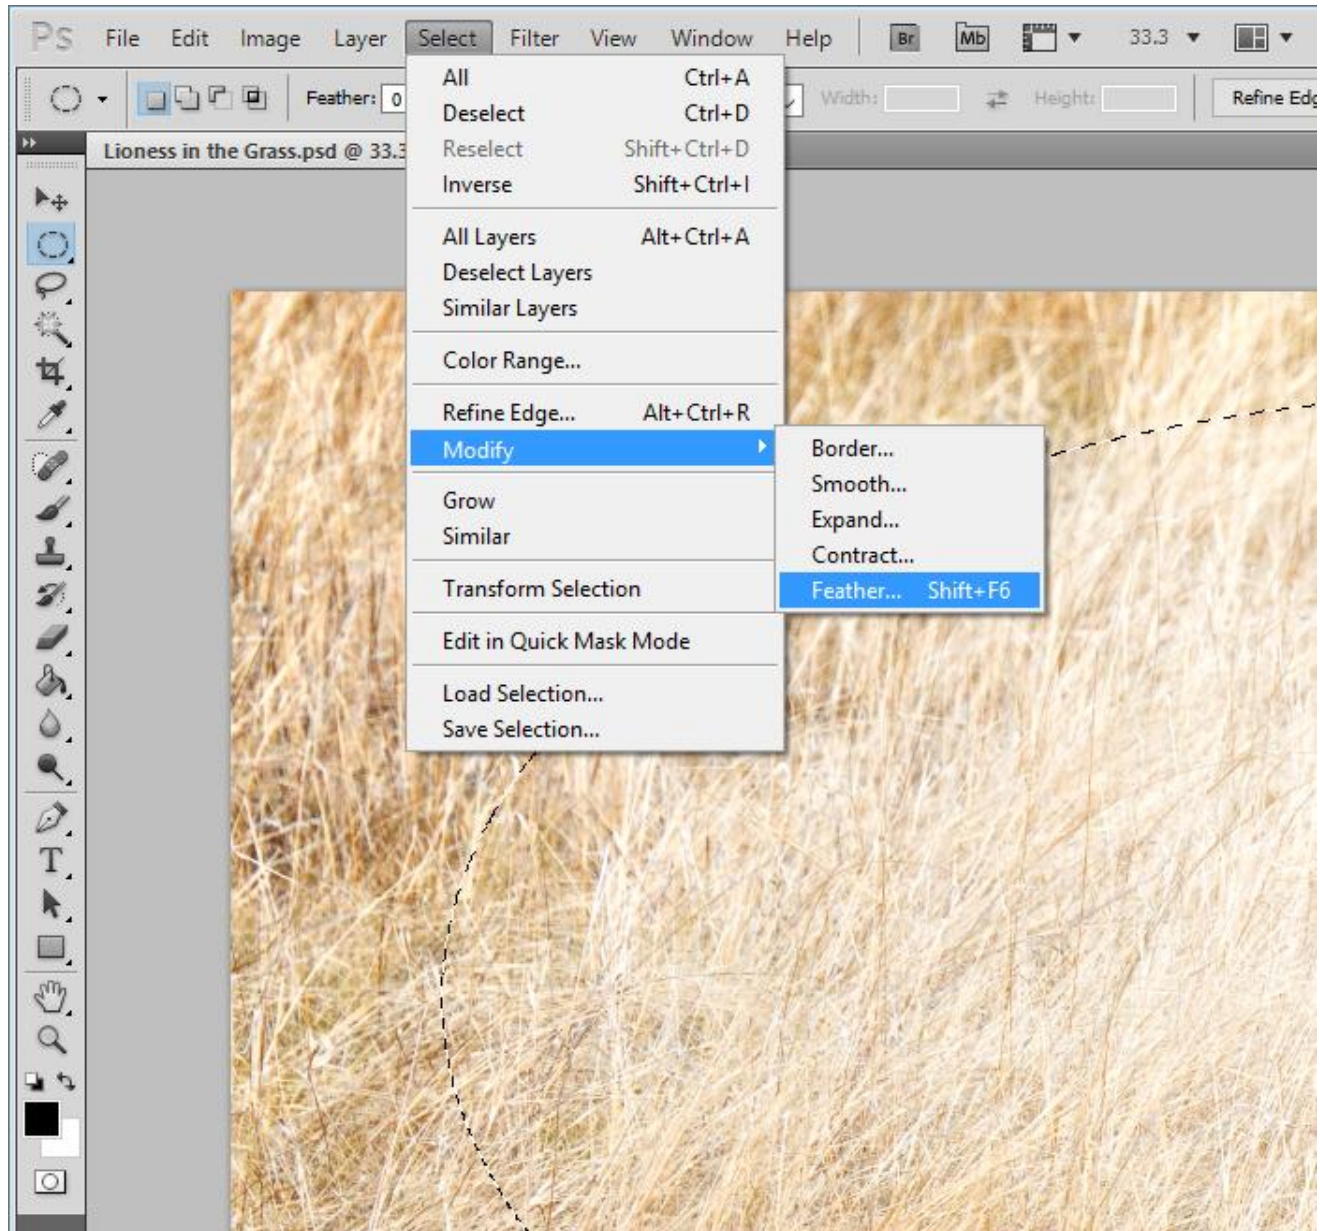 Ps File Edit Image Layer Select Filter View Window Help Br Mb 33.3
Feather: 0 Width: Height: Refine Edg
Lioness in the Grass.psd @ 33.3
All Ctrl+A
Deselect Ctrl+D
Reselect Shift+Ctrl+D
Inverse Shift+Ctrl+I
All Layers Alt+Ctrl+A
Deselect Layers
Similar Layers
Color Range...
Refine Edge... Alt+Ctrl+R
Modify
Border...
Smooth...
Expand...
Contract...
Feather... Shift+F6
Grow
Similar
Transform Selection
Edit in Quick Mask Mode
Load Selection...
Save Selection...
T